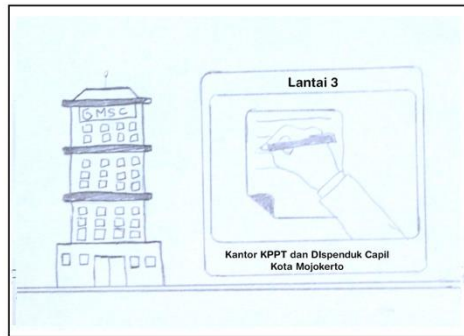 GMSC
Lantai 3
Kantor KPPT dan DIspenduk Capil
Kota Mojokerto